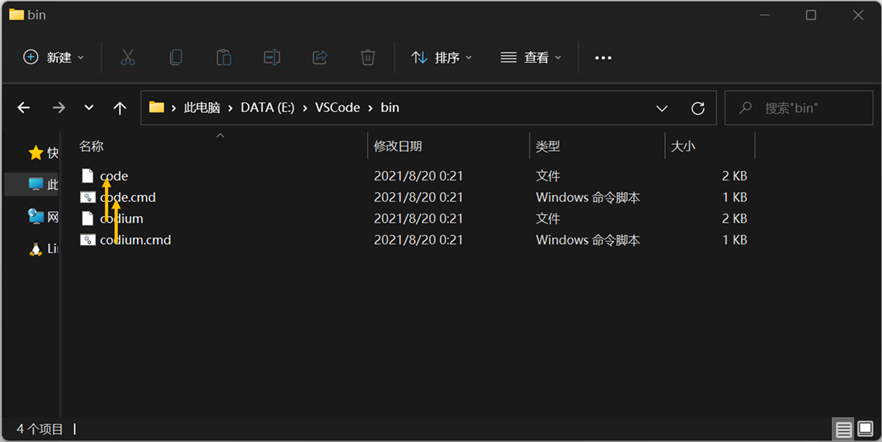 bin
新建 排序 查看
此电脑 DATA (E:) VSCode bin 搜索"bin"
名称 修改日期 类型 大小
快
此
网
Li
code 2021/8/20 0:21 文件 2 KB
code.cmd 2021/8/20 0:21 Windows 命令脚本 1 KB
codium 2021/8/20 0:21 文件 2 KB
codium.cmd 2021/8/20 0:21 Windows 命令脚本 1 KB
4 个项目